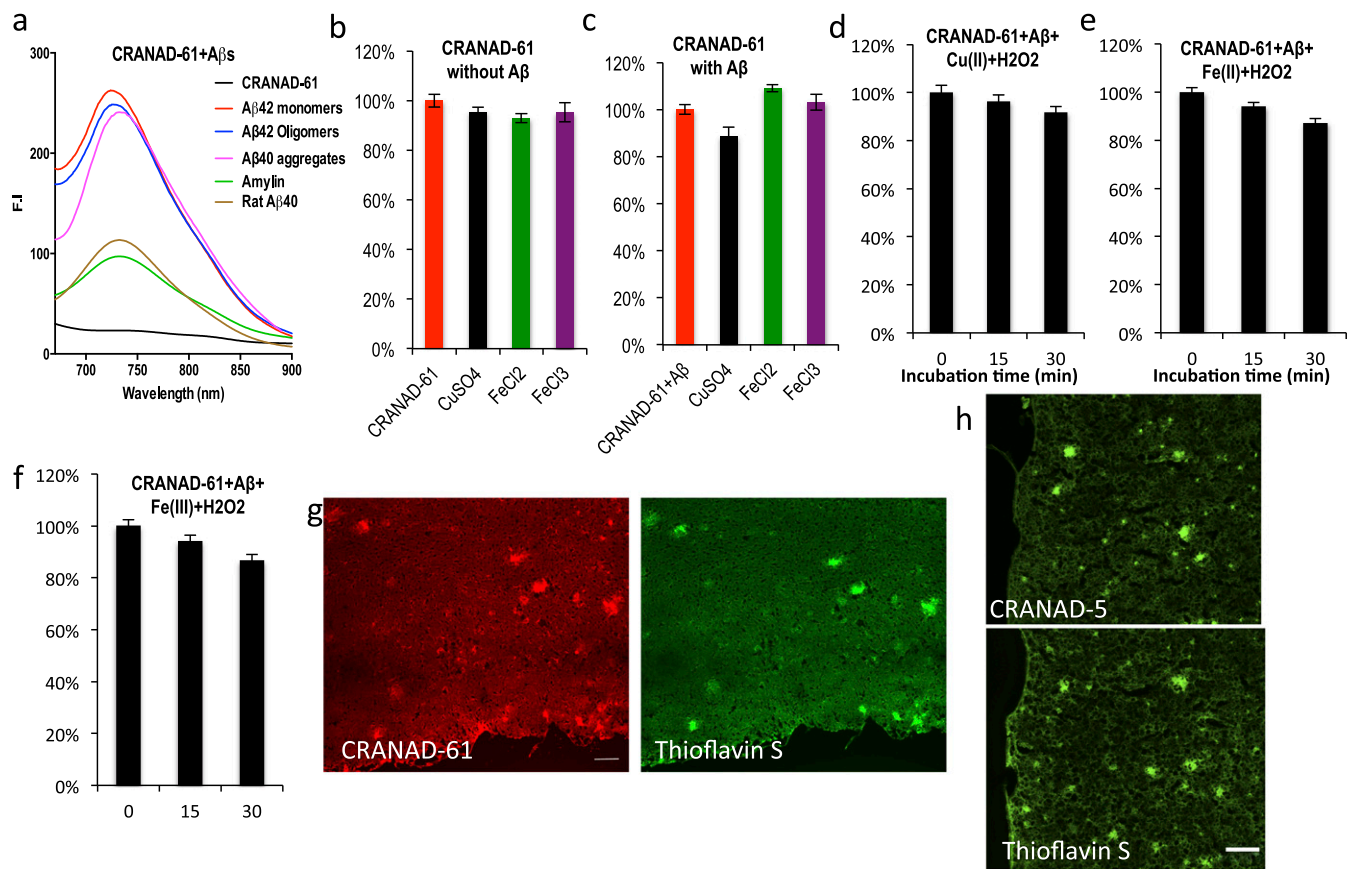 a
CRANAD-61+Aβs
300
200
100
0
F.I
700
750
800
850
900
Wavelength (nm)
CRANAD-61
Aβ42 monomers
Aβ42 Oligomers
Aβ40 aggregates
Amylin
Rat Aβ40
b
CRANAD-61
without Aβ
120%
100%
80%
60%
40%
20%
0%
CRANAD-61
CuSO4
FeCl2
FeCl3
c
CRANAD-61
with Aβ
120%
100%
80%
60%
40%
20%
0%
CRANAD-61+Aβ
CuSO4
FeCl2
FeCl3
d
CRANAD-61+Aβ+
Cu(II)+H2O2
120%
100%
80%
60%
40%
20%
0%
0
15
30
Incubation time (min)
e
CRANAD-61+Aβ+
Fe(II)+H2O2
120%
100%
80%
60%
40%
20%
0%
0
15
30
Incubation time (min)
f
CRANAD-61+Aβ+
Fe(III)+H2O2
120%
100%
80%
60%
40%
20%
0%
0
15
30
g
CRANAD-61
Thioflavin S
h
CRANAD-5
Thioflavin S